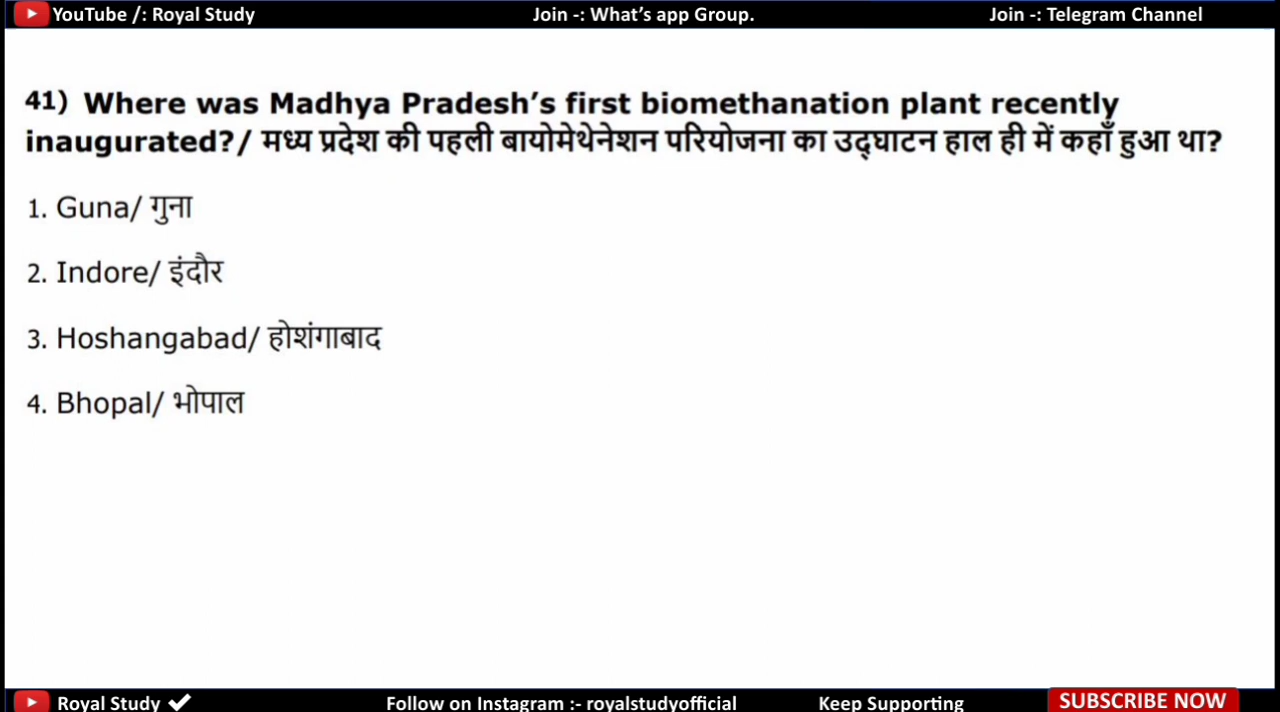 YouTube /: Royal Study Join -: What's app Group. Join -: Telegram Channel
41) Where was Madhya Pradesh's first biomethanation plant recently
inaugurated?/ मध्य प्रदेश की पहली बायोमेथेनेशन परियोजना का उद्घाटन हाल ही में कहाँ हुआ था?
1. Guna/ गुना
2. Indore/ इंदौर
3. Hoshangabad/ होशंगाबाद
4. Bhopal/ भोपाल
Royal Study ✔ Follow on Instagram :- royalstudyofficial Keep Supporting SUBSCRIBE NOW